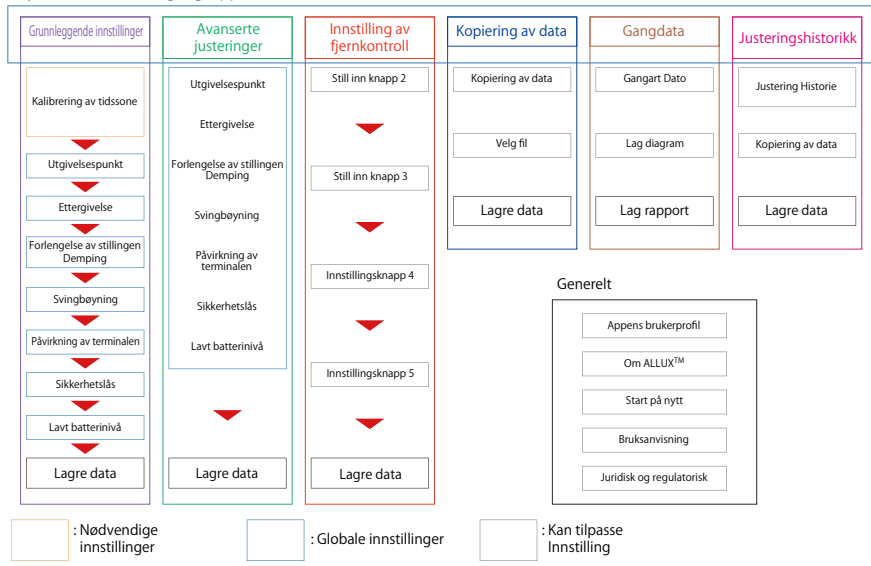 Grunnleggende innstillinger
Kalibrering av tidssone
Utgivelsespunkt
Ettergivelse
Forlengelse av stillingen
Demping
Svingbøyning
Påvirkning av terminalen
Sikkerhetslås
Lavt batterinivå
Lagre data
Avanserte
justeringer
Utgivelsespunkt
Ettergivelse
Forlengelse av stillingen
Demping
Svingbøyning
Påvirkning av
terminalen
Sikkerhetslås
Lavt batterinivå
Lagre data
Innstilling av
fjernkontroll
Still inn knapp 2
Still inn knapp 3
Innstillingsknapp 4
Innstillingsknapp 5
Lagre data
Kopiering av data
Kopiering av data
Velg fil
Lagre data
Gangdata
Gangart Dato
Lag diagram
Lag rapport
Justeringshistorikk
Justering Historie
Kopiering av data
Lagre data
Generelt
Appens brukerprofil
Om ALLUX™
Start på nytt
Bruksanvisning
Juridisk og regulatorisk
: Nødvendige
innstillinger
: Globale innstillinger
: Kan tilpasse
Innstilling